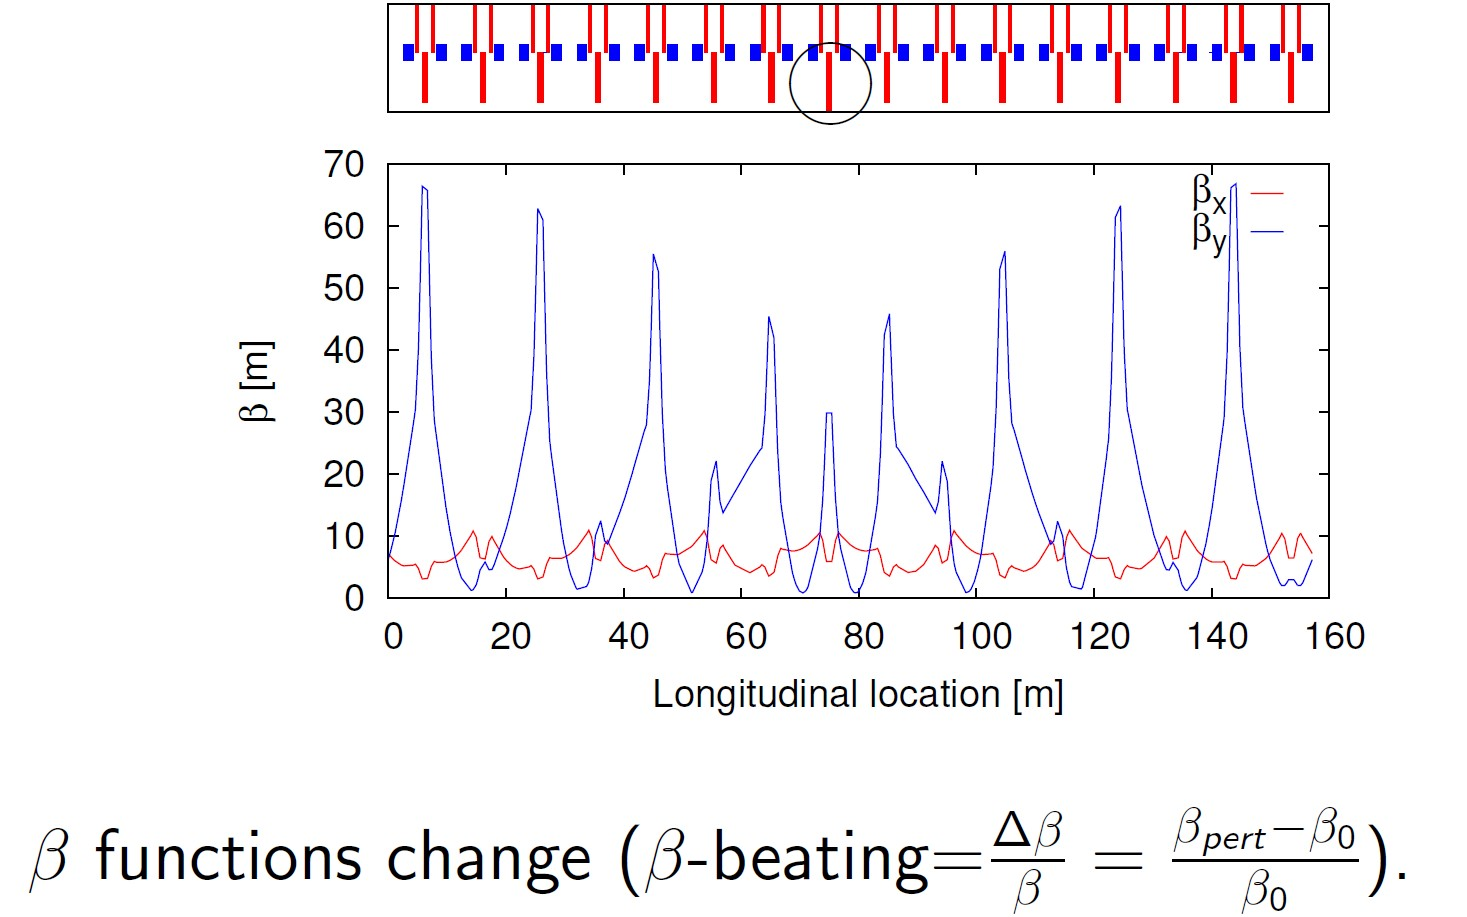 70
60
50
40
30
20
10
0
β [m]
βx
βy
0 20 40 60 80 100 120 140 160
Longitudinal location [m]
β functions change (β-beating=Δβ/β = (βpert−β0)/β0).